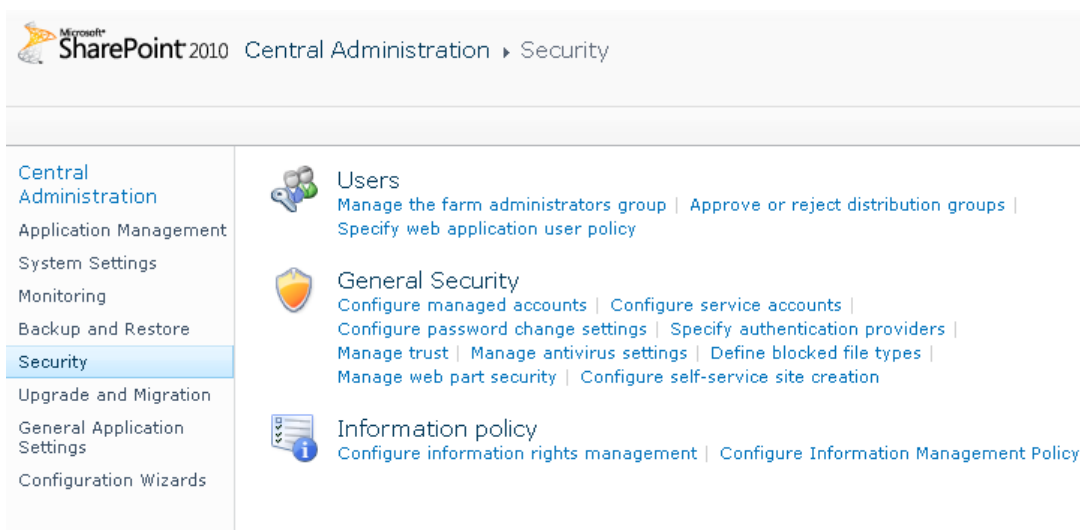 Microsoft
SharePoint 2010 Central Administration ▸ Security
Central
Administration
Application Management
System Settings
Monitoring
Backup and Restore
Security
Upgrade and Migration
General Application
Settings
Configuration Wizards
Users
Manage the farm administrators group | Approve or reject distribution groups |
Specify web application user policy
General Security
Configure managed accounts | Configure service accounts |
Configure password change settings | Specify authentication providers |
Manage trust | Manage antivirus settings | Define blocked file types |
Manage web part security | Configure self-service site creation
Information policy
Configure information rights management | Configure Information Management Policy